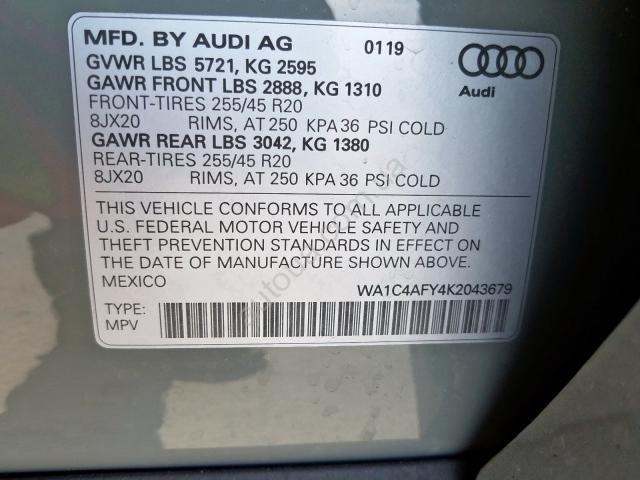 MFD. BY AUDI AG 0119
GVWR LBS 5721, KG 2595
GAWR FRONT LBS 2888, KG 1310
Audi
FRONT-TIRES 255/45 R20
8JX20 RIMS, AT 250 KPA 36 PSI COLD
GAWR REAR LBS 3042, KG 1380
REAR-TIRES 255/45 R20
8JX20 RIMS, AT 250 KPA 36 PSI COLD
THIS VEHICLE CONFORMS TO ALL APPLICABLE
U.S. FEDERAL MOTOR VEHICLE SAFETY AND
THEFT PREVENTION STANDARDS IN EFFECT ON
THE DATE OF MANUFACTURE SHOWN ABOVE.
MEXICO WA1C4AFY4K2043679
TYPE:
MPV